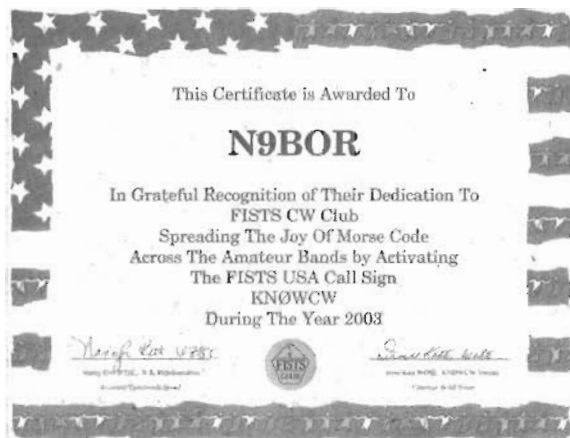 This Certificate is Awarded To
N9BOR
In Grateful Recognition of Their Dedication To
FISTS CW Club
Spreading The Joy Of Morse Code
Across The Amateur Bands by Activating
The FISTS USA Call Sign
KNØWCW
During The Year 2003
FISTS
CLUB